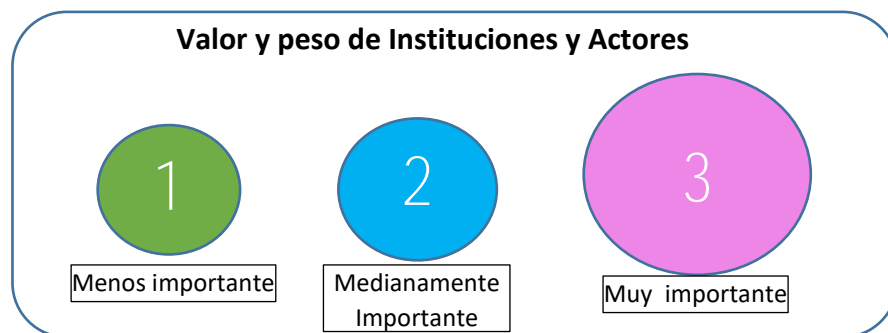 Valor y peso de Instituciones y Actores
1
2
3
Menos importante
Medianamente
Importante
Muy importante